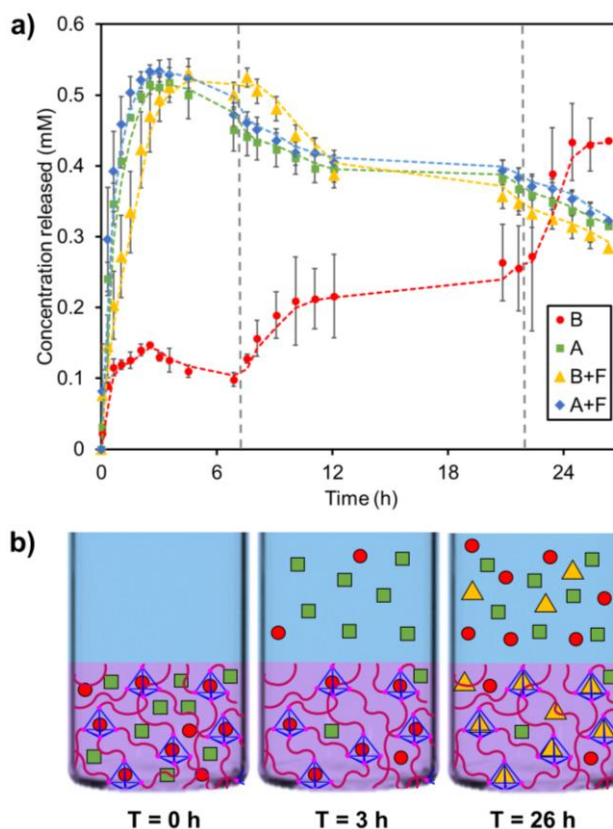 a)
0.6
0.5
0.4
0.3
0.2
0.1
0
Concentration released (mM)
0 6 12 18 24
Time (h)
B
A
B+F
A+F
b)
T = 0 h T = 3 h T = 26 h